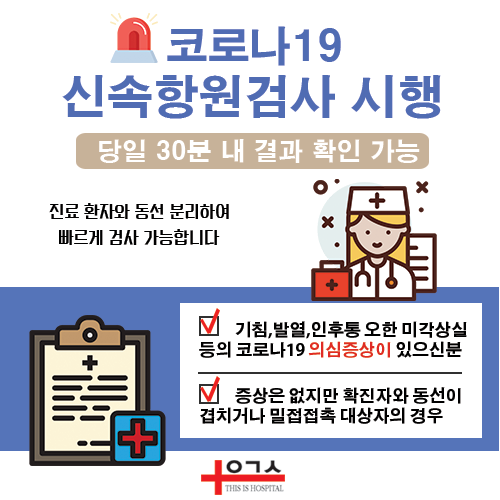 코로나19
신속항원검사 시행
당일 30분 내 결과 확인 가능
진료 환자와 동선 분리하여
빠르게 검사 가능합니다
기침,발열,인후통 오한 미각상실
등의 코로나19 의심증상이 있으신분
증상은 없지만 확진자와 동선이
겹치거나 밀접접촉 대상자의 경우
으그스
THIS IS HOSPITAL